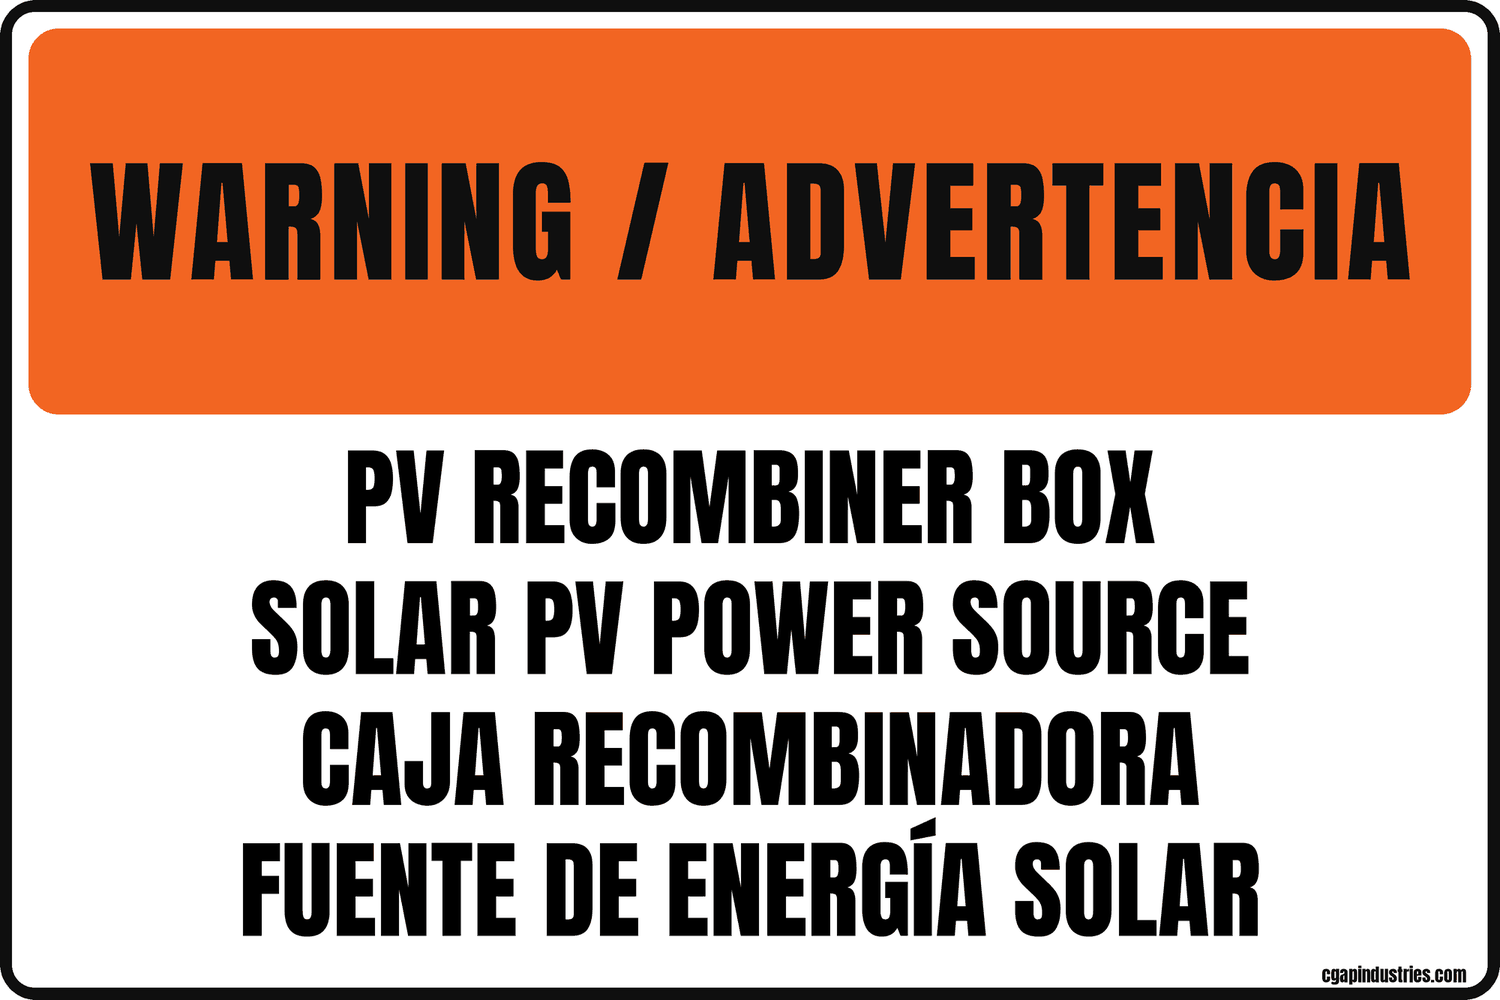 WARNING / ADVERTENCIA
PV RECOMBINER BOX
SOLAR PV POWER SOURCE
CAJA RECOMBINADORA
FUENTE DE ENERGÍA SOLAR
cgapindustries.com